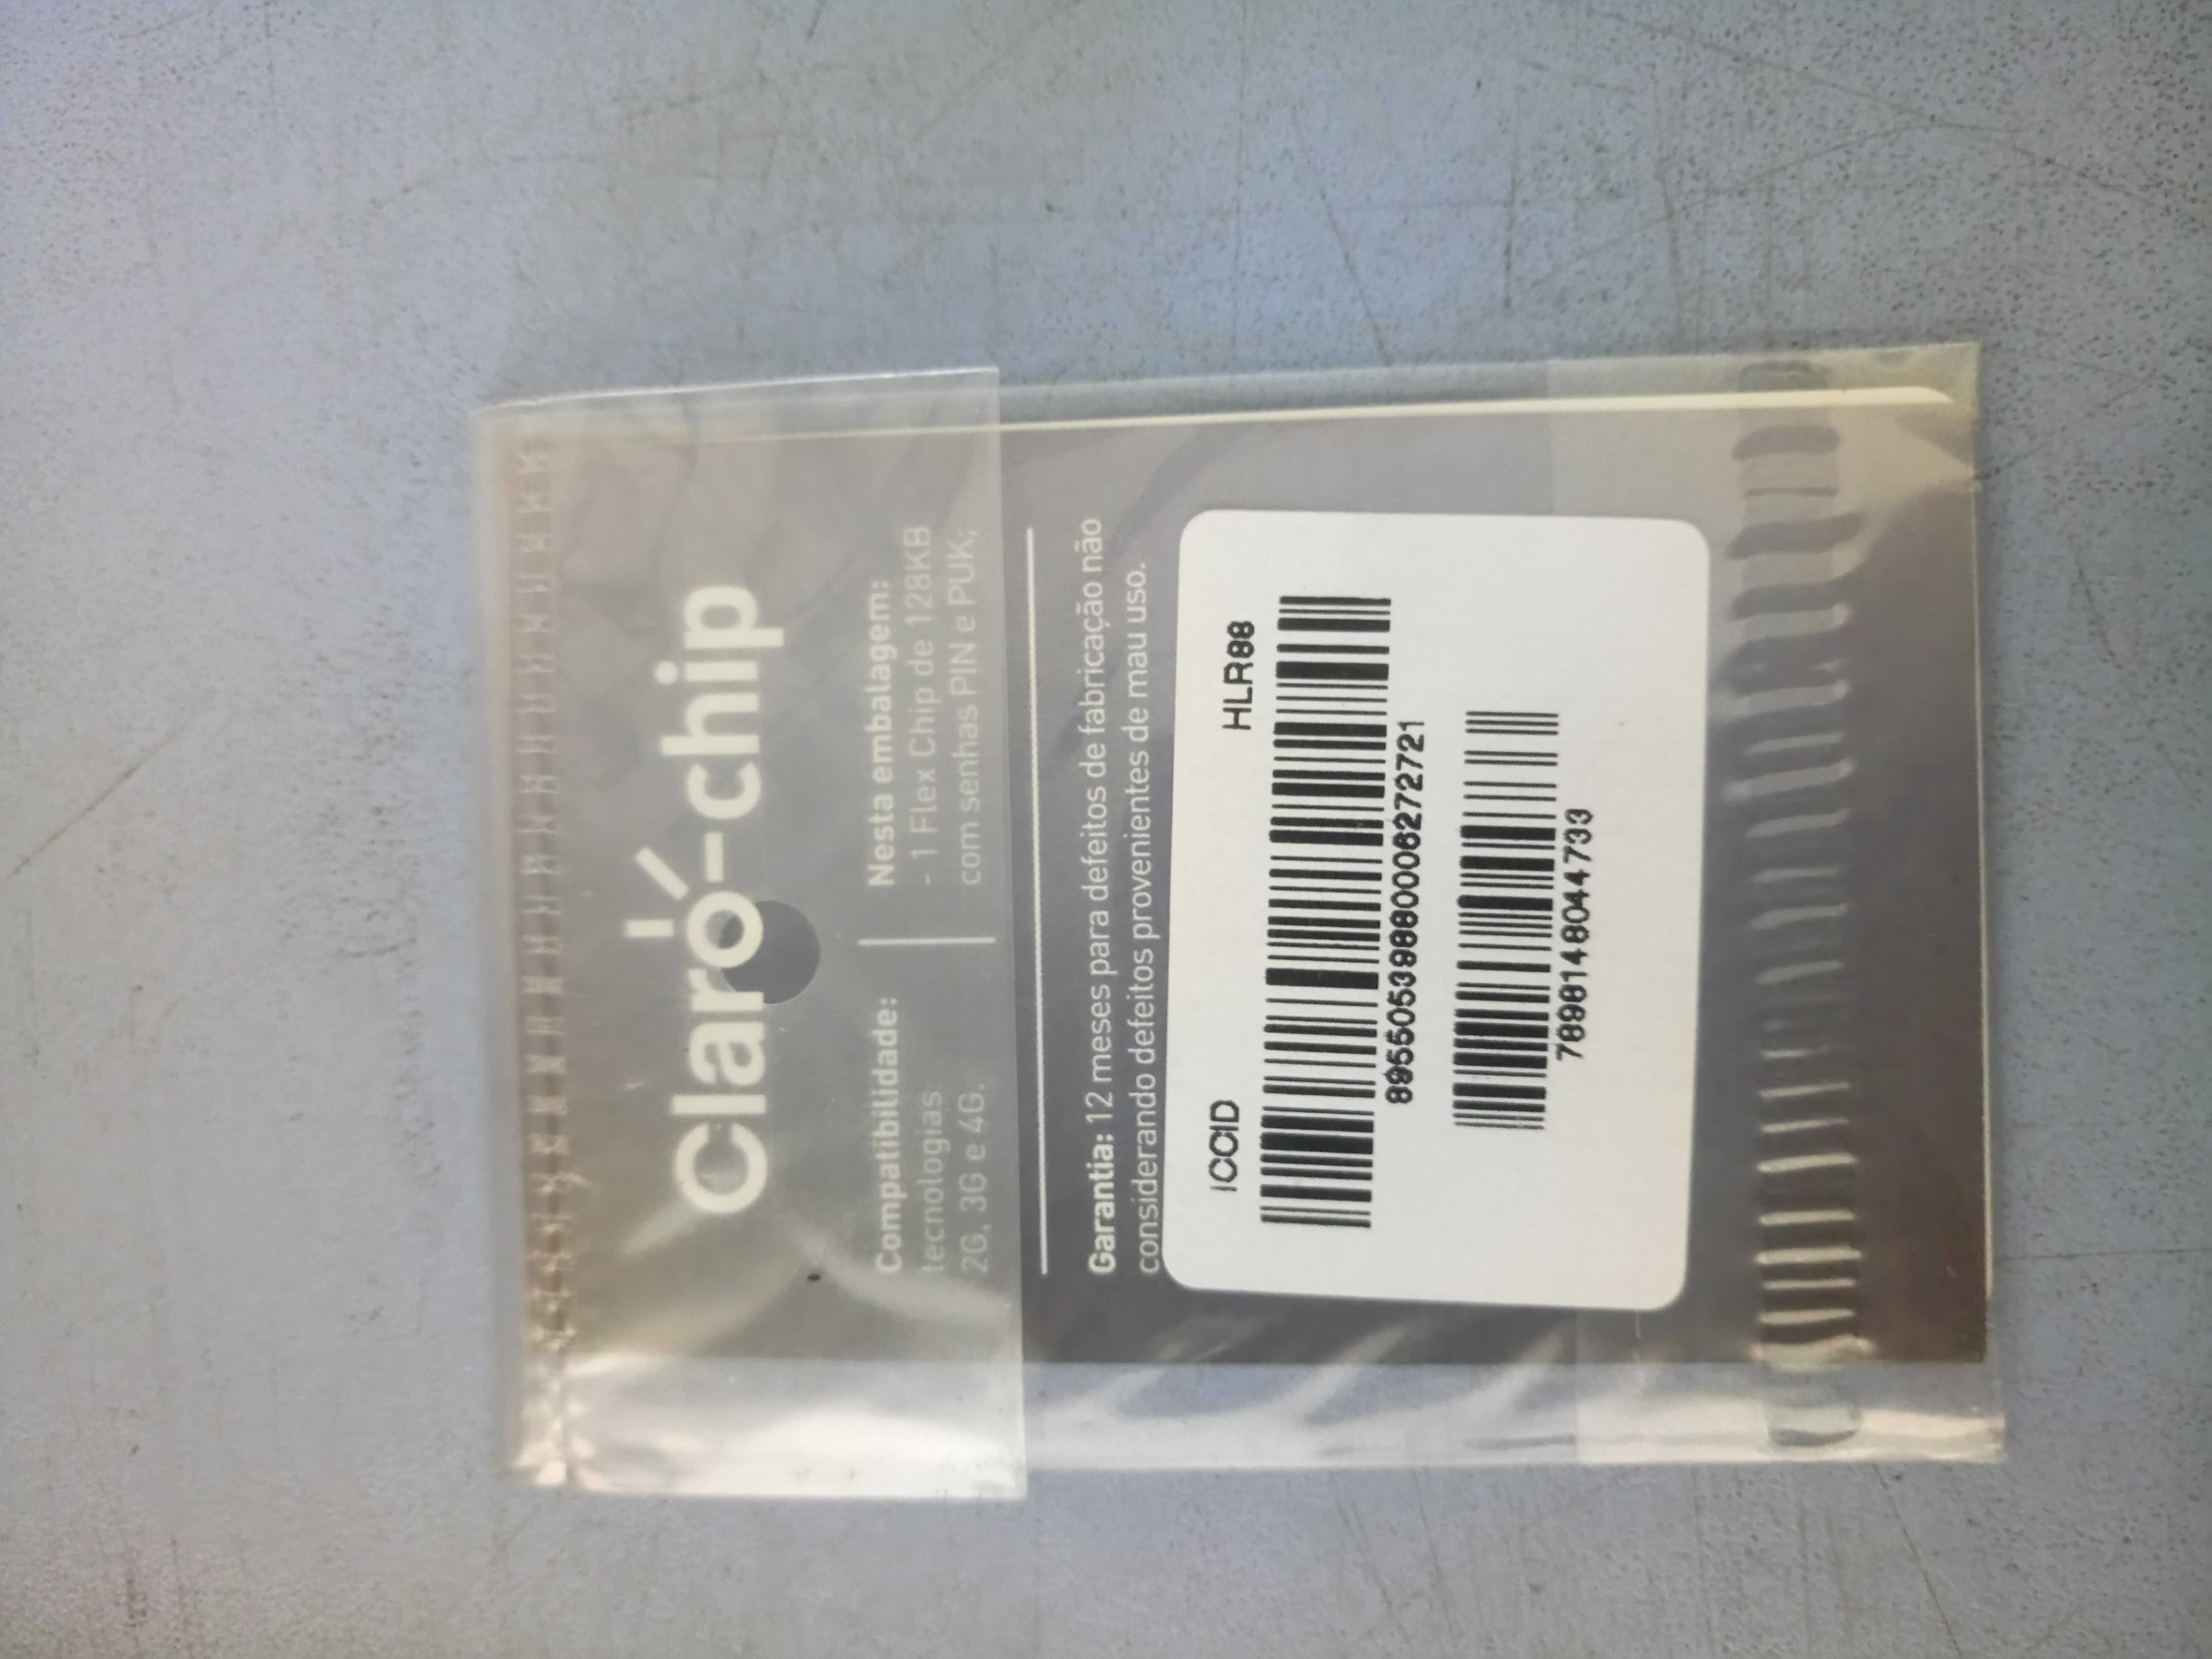 Claro-chip
Compatibilidade:
tecnologias
2G, 3G e 4G.
Nesta embalagem:
- 1 Flex Chip de 128KB
com senhas PIN e PUK;
Garantia: 12 meses para defeitos de fabricação não
considerando defeitos provenientes de mau uso.
ICCID
HLR88
89550539880006272721
7898148044733